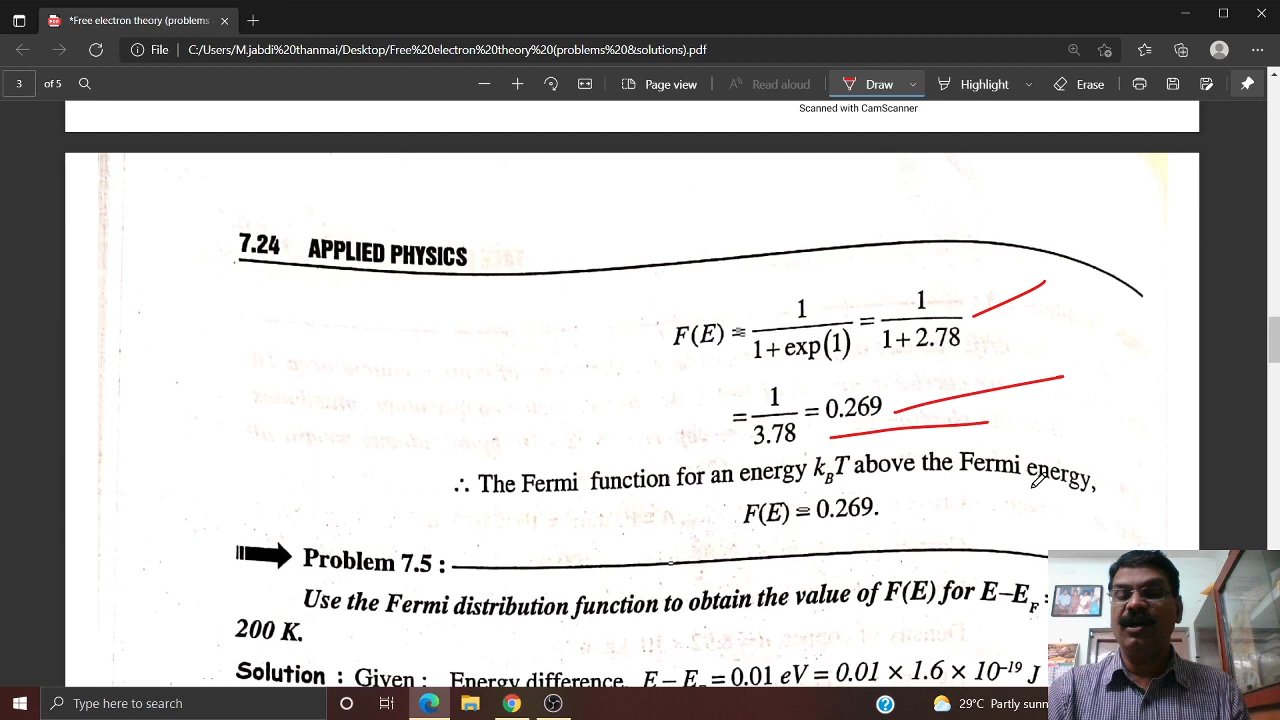 *Free electron theory (problems
File C:/Users/M.jabdi%20thanmai/Desktop/Free%20electron%20theory%20(problems%20&solutions).pdf
3 of 5 Page view Read aloud Draw Highlight Erase
Scanned with CamScanner
7.24 APPLIED PHYSICS
F(E) = 1/(1+exp(1)) = 1/(1+2.78)
= 1/3.78 = 0.269
∴ The Fermi function for an energy k_BT above the Fermi energy,
F(E) = 0.269.
Problem 7.5 :
Use the Fermi distribution function to obtain the value of F(E) for E–E_F =
200 K.
Solution : Given : Energy difference, E – E_F = 0.01 eV = 0.01 × 1.6 × 10⁻¹⁹ J
Type here to search
29°C Partly sunn